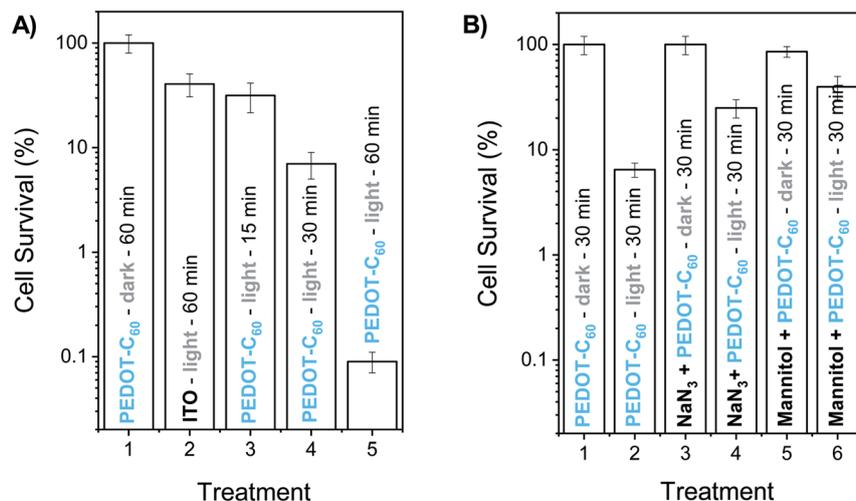 A)
Cell Survival (%)
100
10
1
0.1
PEDOT-C₆₀ - dark - 60 min
ITO - light - 60 min
PEDOT-C₆₀ - light - 15 min
PEDOT-C₆₀ - light - 30 min
PEDOT-C₆₀ - light - 60 min
1 2 3 4 5
Treatment
B)
Cell Survival (%)
100
10
1
0.1
PEDOT-C₆₀ - dark - 30 min
PEDOT-C₆₀ - light - 30 min
NaN₃ + PEDOT-C₆₀ - dark - 30 min
NaN₃+ PEDOT-C₆₀ - light - 30 min
Mannitol + PEDOT-C₆₀ - dark - 30 min
Mannitol + PEDOT-C₆₀ - light - 30 min
1 2 3 4 5 6
Treatment